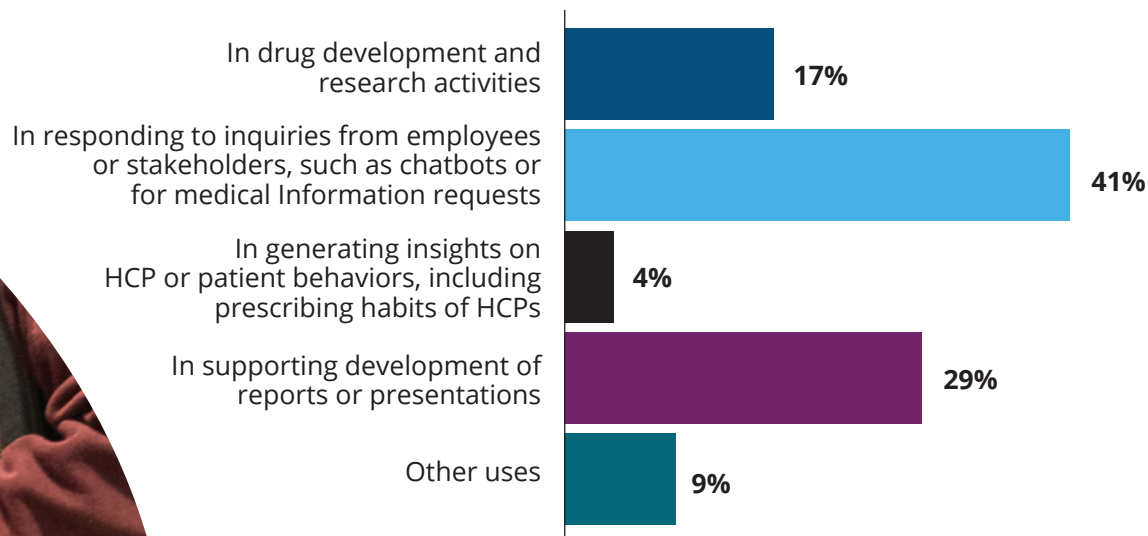 In drug development and
research activities
17%
In responding to inquiries from employees
or stakeholders, such as chatbots or
for medical Information requests
41%
In generating insights on
HCP or patient behaviors, including
prescribing habits of HCPs
4%
In supporting development of
reports or presentations
29%
Other uses
9%